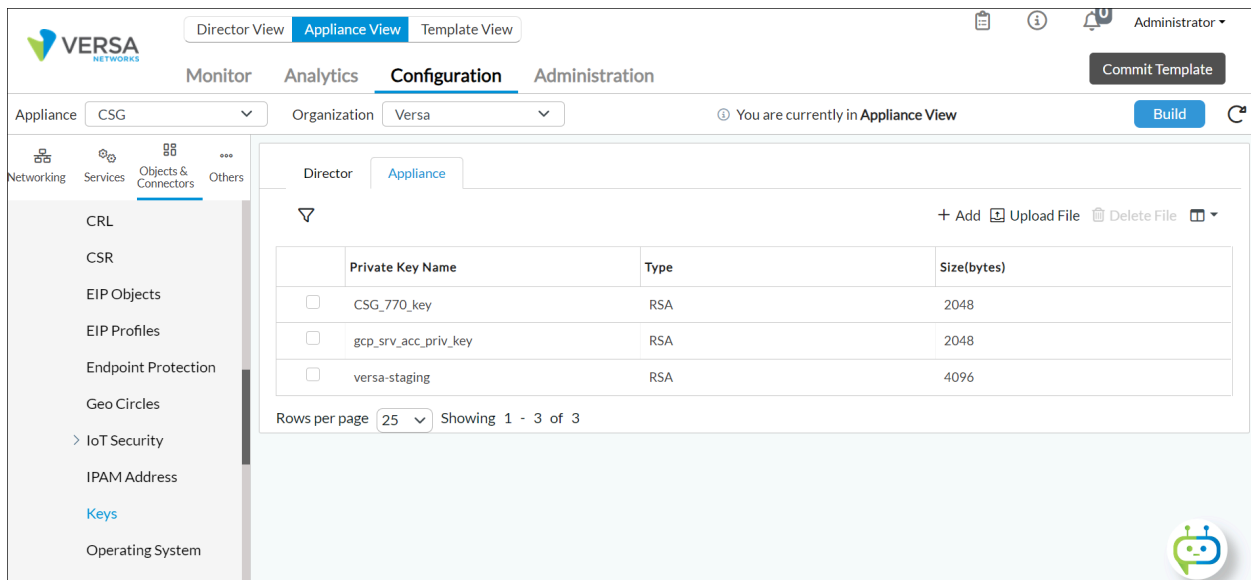 VERSA
NETWORKS
Director View Appliance View Template View
0
Administrator
Monitor Analytics Configuration Administration
Commit Template
Appliance CSG Organization Versa You are currently in Appliance View Build
Networking Services Objects & Connectors Others
Director Appliance
+ Add Upload File Delete File
Private Key Name Type Size(bytes)
CSG_770_key RSA 2048
gcp_srv_acc_priv_key RSA 2048
versa-staging RSA 4096
Rows per page 25 Showing 1 - 3 of 3
CRL
CSR
EIP Objects
EIP Profiles
Endpoint Protection
Geo Circles
> IoT Security
IPAM Address
Keys
Operating System